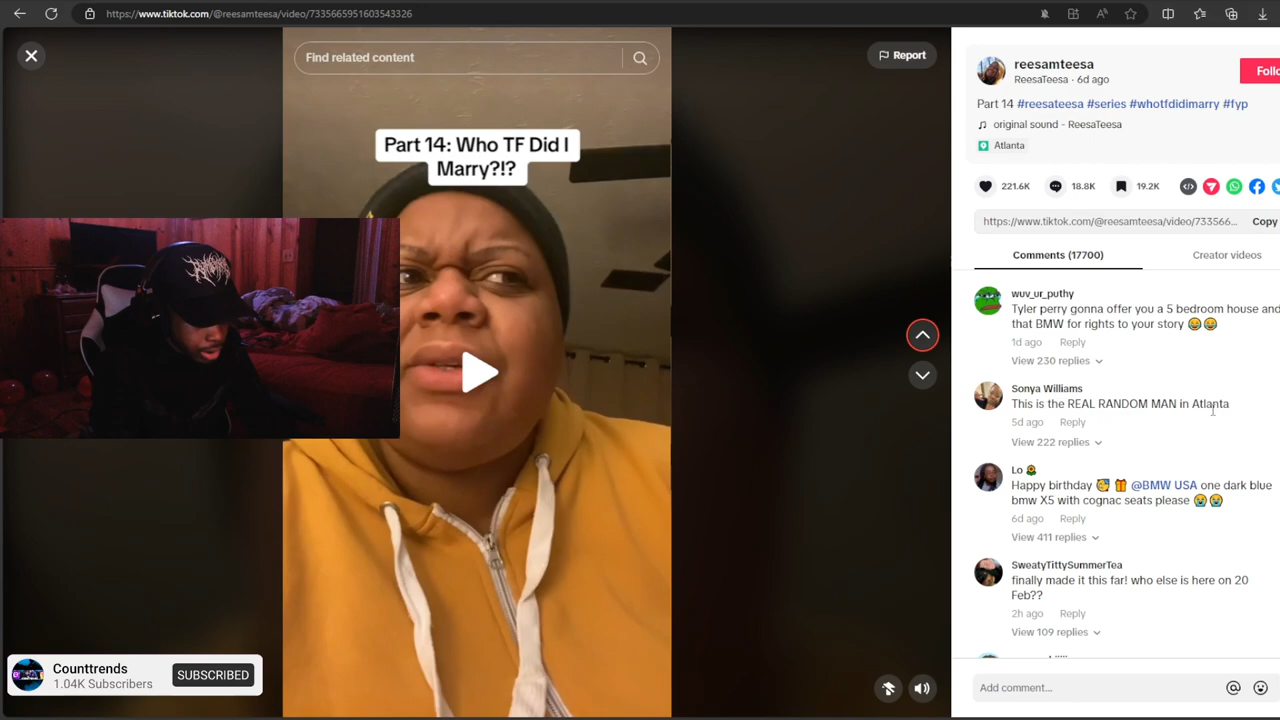 https://www.tiktok.com/@reesamteesa/video/7335665951603543326
Find related content
Report
Part 14: Who TF Did I
Marry?!?
Counttrends
1.04K Subscribers
SUBSCRIBED
reesamteesa
ReesaTeesa · 6d ago
Follo
Part 14 #reesateesa #series #whotfdidimarry #fyp
original sound - ReesaTeesa
Atlanta
221.6K
18.8K
19.2K
https://www.tiktok.com/@reesamteesa/video/733566...
Copy
Comments (17700)
Creator videos
wuv_ur_puthy
Tyler perry gonna offer you a 5 bedroom house and
that BMW for rights to your story 😂😂
1d ago Reply
View 230 replies
Sonya Williams
This is the REAL RANDOM MAN in Atlanta
5d ago Reply
View 222 replies
Lo 🌻
Happy birthday 🥳 🎁 @BMW USA one dark blue
bmw X5 with cognac seats please 😭😭
6d ago Reply
View 411 replies
SweatyTittySummerTea
finally made it this far! who else is here on 20
Feb??
2h ago Reply
View 109 replies
Add comment...